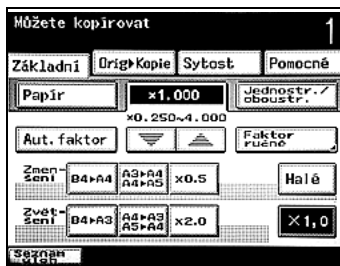 Můžete kopírovat 1
Základní Orig▸Kopie Sytost Pomocné
Papír ×1.000 Jednostr./
oboustr.
×0.250~4.000
Aut.faktor Faktor
ručně
Zmen-
šení B4▸A4 A3▸A4
A4▸A5 ×0.5 Halé
Zvět-
šení B4▸A3 A4▸A3
A5▸A4 ×2.0 ×1,0
Seznam
úloh